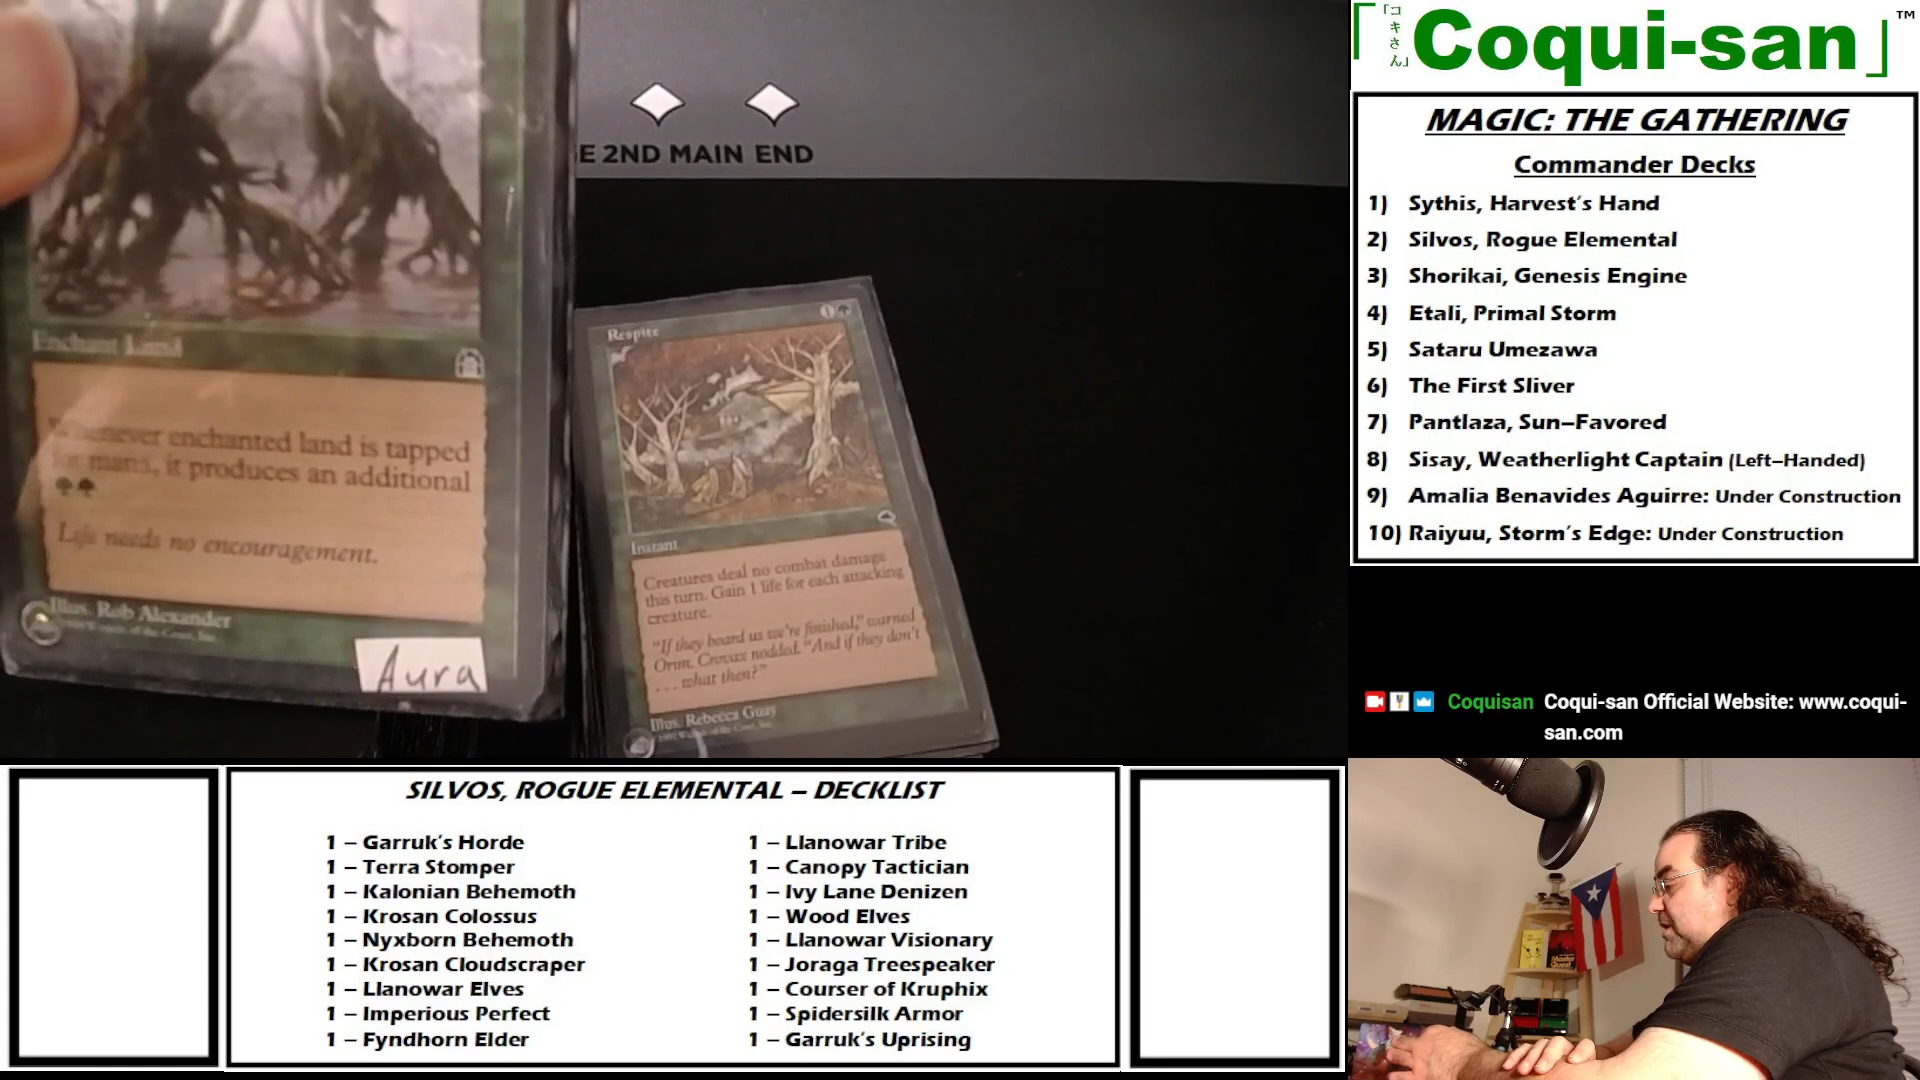 「コキさん」
「Coqui-san」™
MAGIC: THE GATHERING
Commander Decks
1) Sythis, Harvest's Hand
2) Silvos, Rogue Elemental
3) Shorikai, Genesis Engine
4) Etali, Primal Storm
5) Sataru Umezawa
6) The First Sliver
7) Pantlaza, Sun–Favored
8) Sisay, Weatherlight Captain (Left–Handed)
9) Amalia Benavides Aguirre: Under Construction
10) Raiyuu, Storm's Edge: Under Construction
2ND MAIN END
Enchant Land
Whenever enchanted land is tapped
for mana, it produces an additional
Life needs no encouragement.
Illus. Rob Alexander
Aura
Respite
1
Instant
Creatures deal no combat damage
this turn. Gain 1 life for each attacking
creature.
"If they board us we're finished," warned
Orim. Crovax nodded. "And if they don't
. . . what then?"
Illus. Rebecca Guay
Coquisan Coqui-san Official Website: www.coqui-
san.com
SILVOS, ROGUE ELEMENTAL – DECKLIST
1 – Garruk's Horde
1 – Terra Stomper
1 – Kalonian Behemoth
1 – Krosan Colossus
1 – Nyxborn Behemoth
1 – Krosan Cloudscraper
1 – Llanowar Elves
1 – Imperious Perfect
1 – Fyndhorn Elder
1 – Llanowar Tribe
1 – Canopy Tactician
1 – Ivy Lane Denizen
1 – Wood Elves
1 – Llanowar Visionary
1 – Joraga Treespeaker
1 – Courser of Kruphix
1 – Spidersilk Armor
1 – Garruk's Uprising